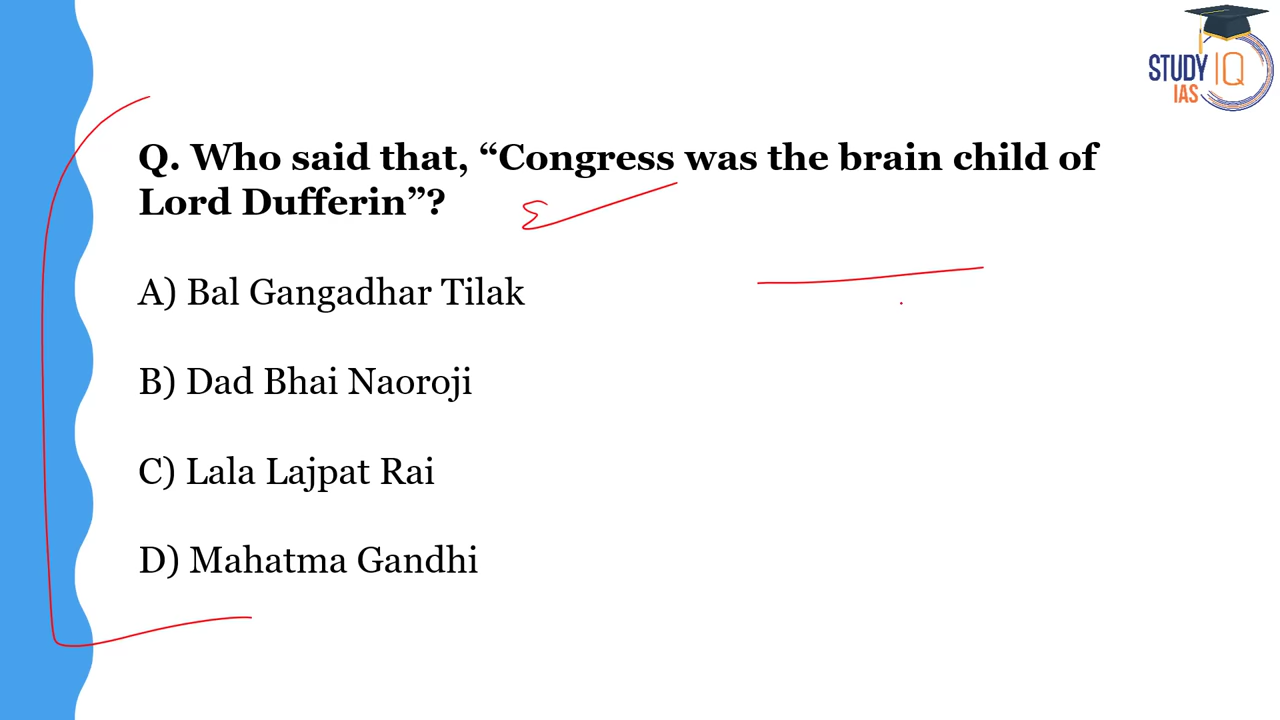 STUDY IQ
IAS
Q. Who said that, “Congress was the brain child of
Lord Dufferin”?
A) Bal Gangadhar Tilak
B) Dad Bhai Naoroji
C) Lala Lajpat Rai
D) Mahatma Gandhi